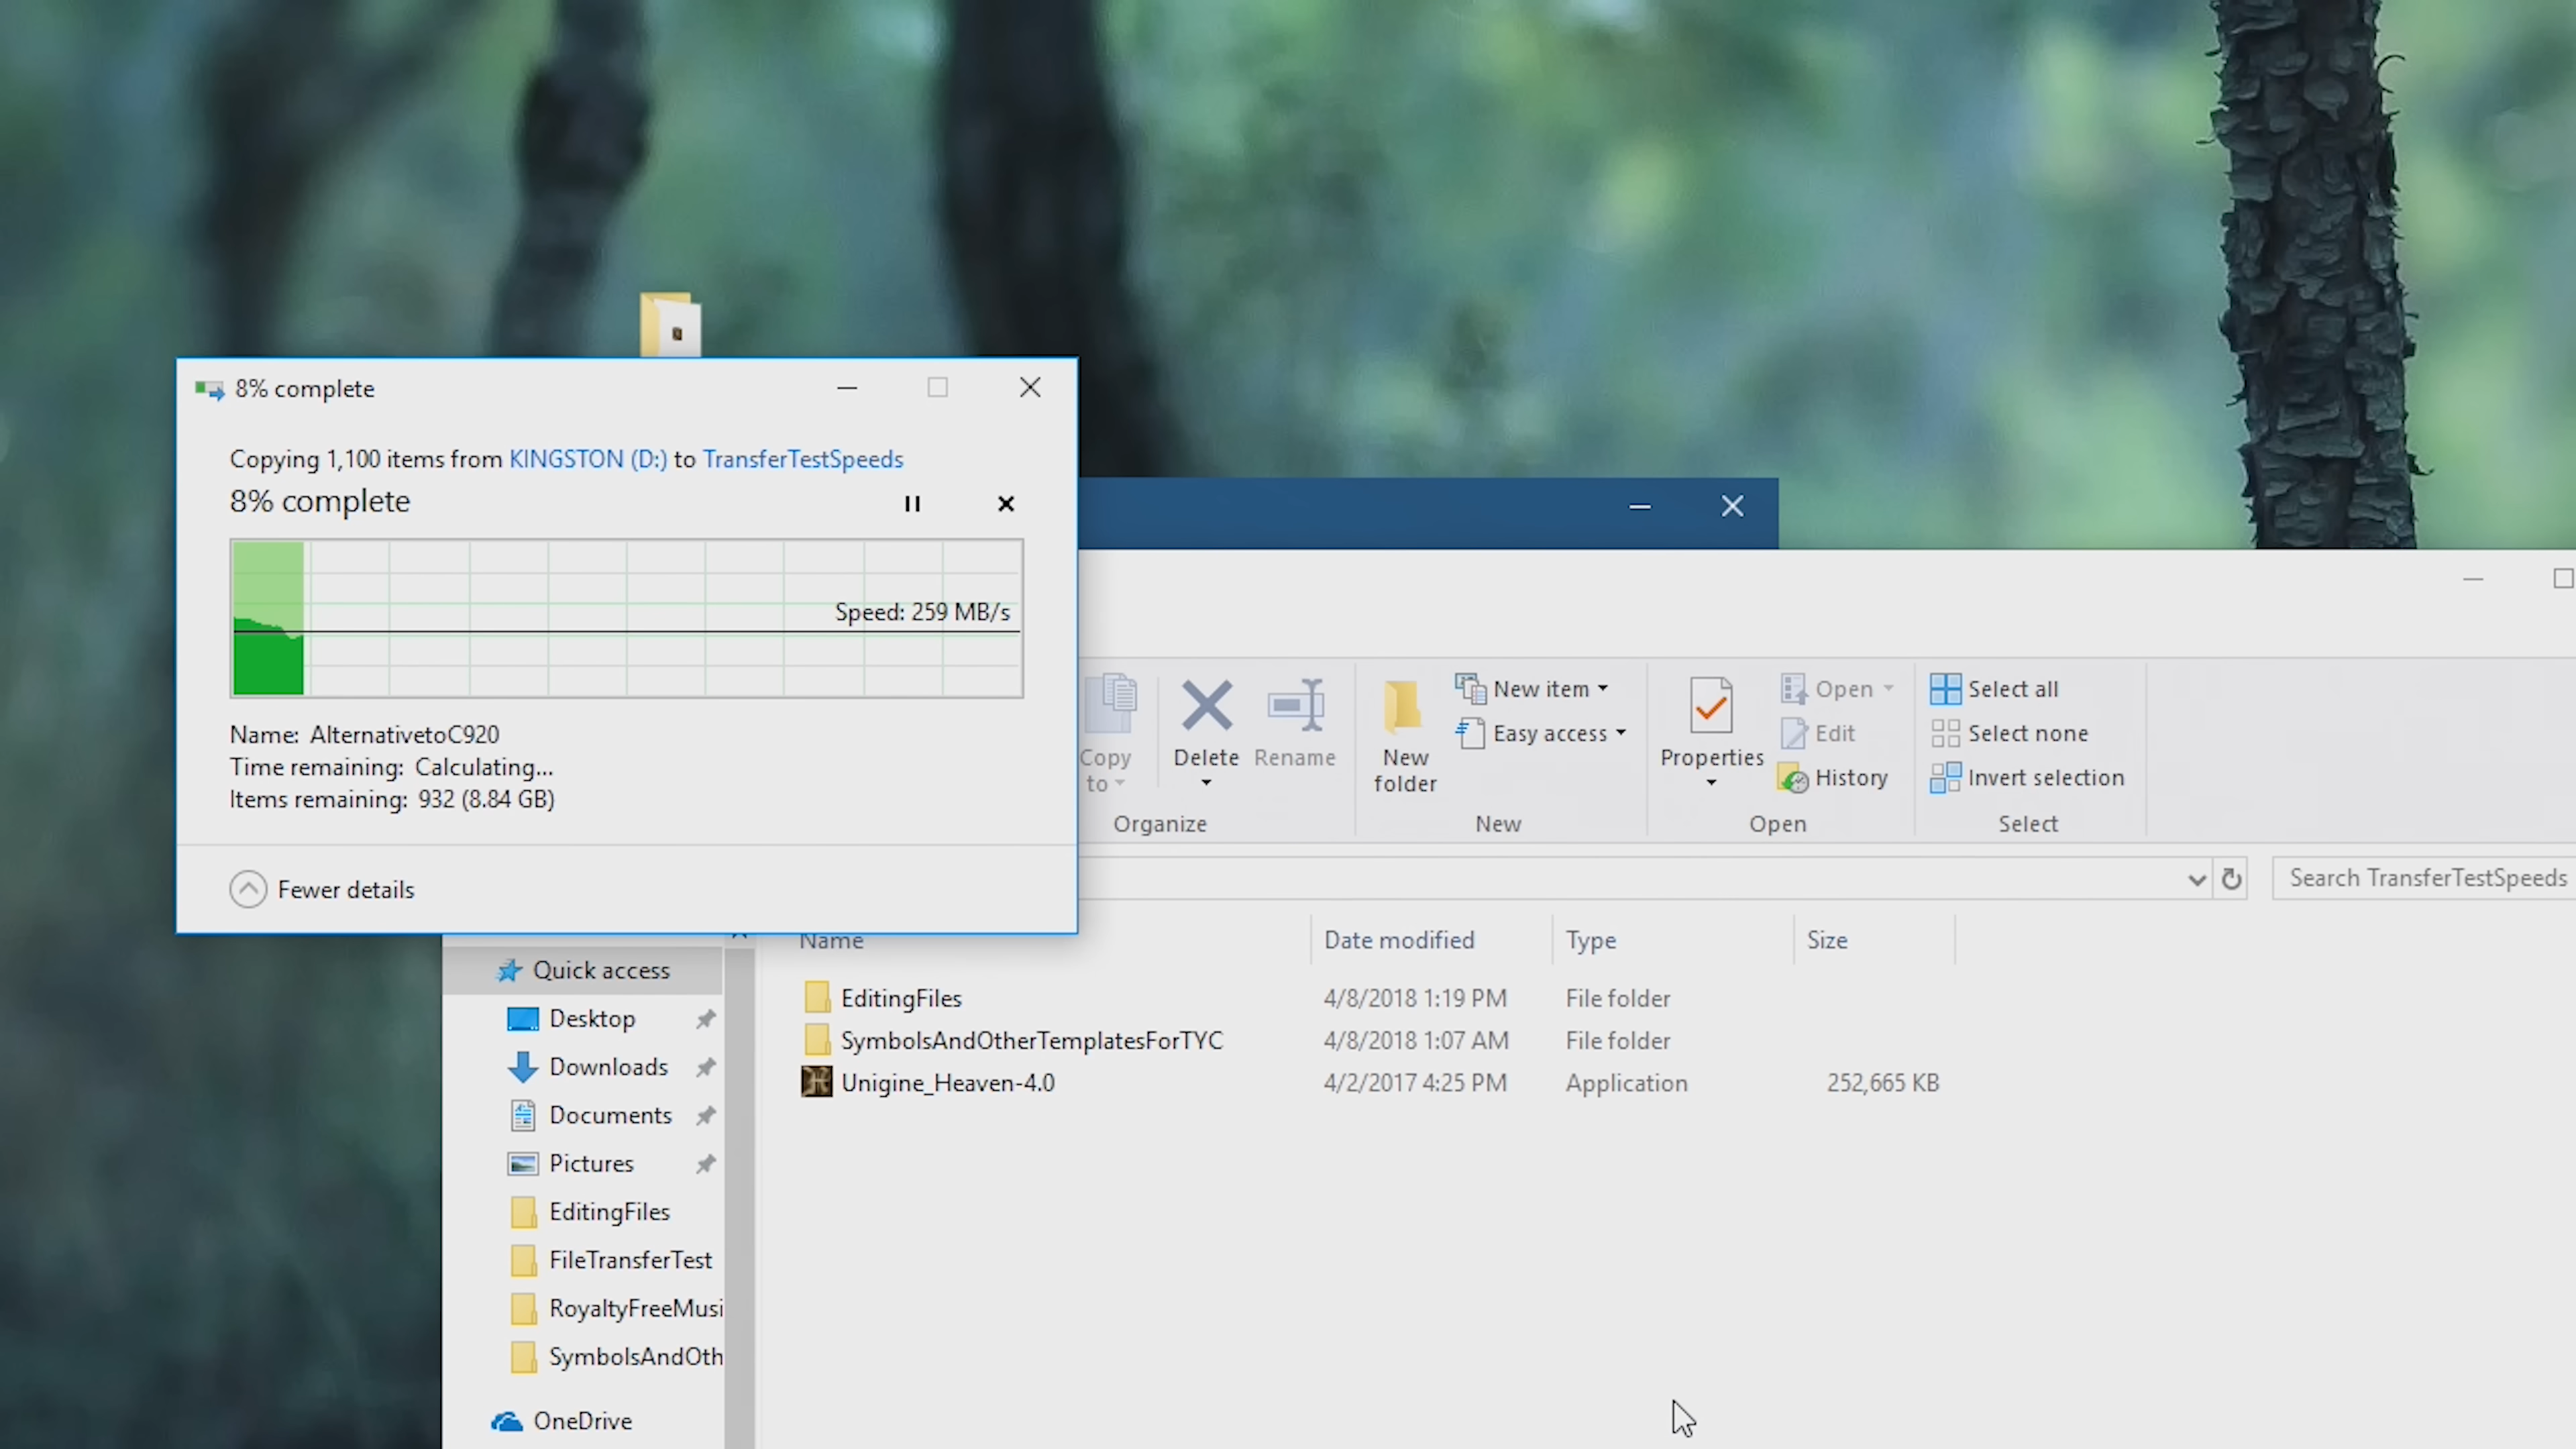 8% complete
Copying 1,100 items from KINGSTON (D:) to TransferTestSpeeds
8% complete
Speed: 259 MB/s
Name: AlternativetoC920
Time remaining: Calculating...
Items remaining: 932 (8.84 GB)
Fewer details
Copy to
Delete
Rename
Organize
New folder
New item
Easy access
New
Properties
Open
Edit
History
Open
Select all
Select none
Invert selection
Select
Search TransferTestSpeeds
Name Date modified Type Size
EditingFiles 4/8/2018 1:19 PM File folder
SymbolsAndOtherTemplatesForTYC 4/8/2018 1:07 AM File folder
Unigine_Heaven-4.0 4/2/2017 4:25 PM Application 252,665 KB
Quick access
Desktop
Downloads
Documents
Pictures
EditingFiles
FileTransferTest
RoyaltyFreeMusi
SymbolsAndOth
OneDrive